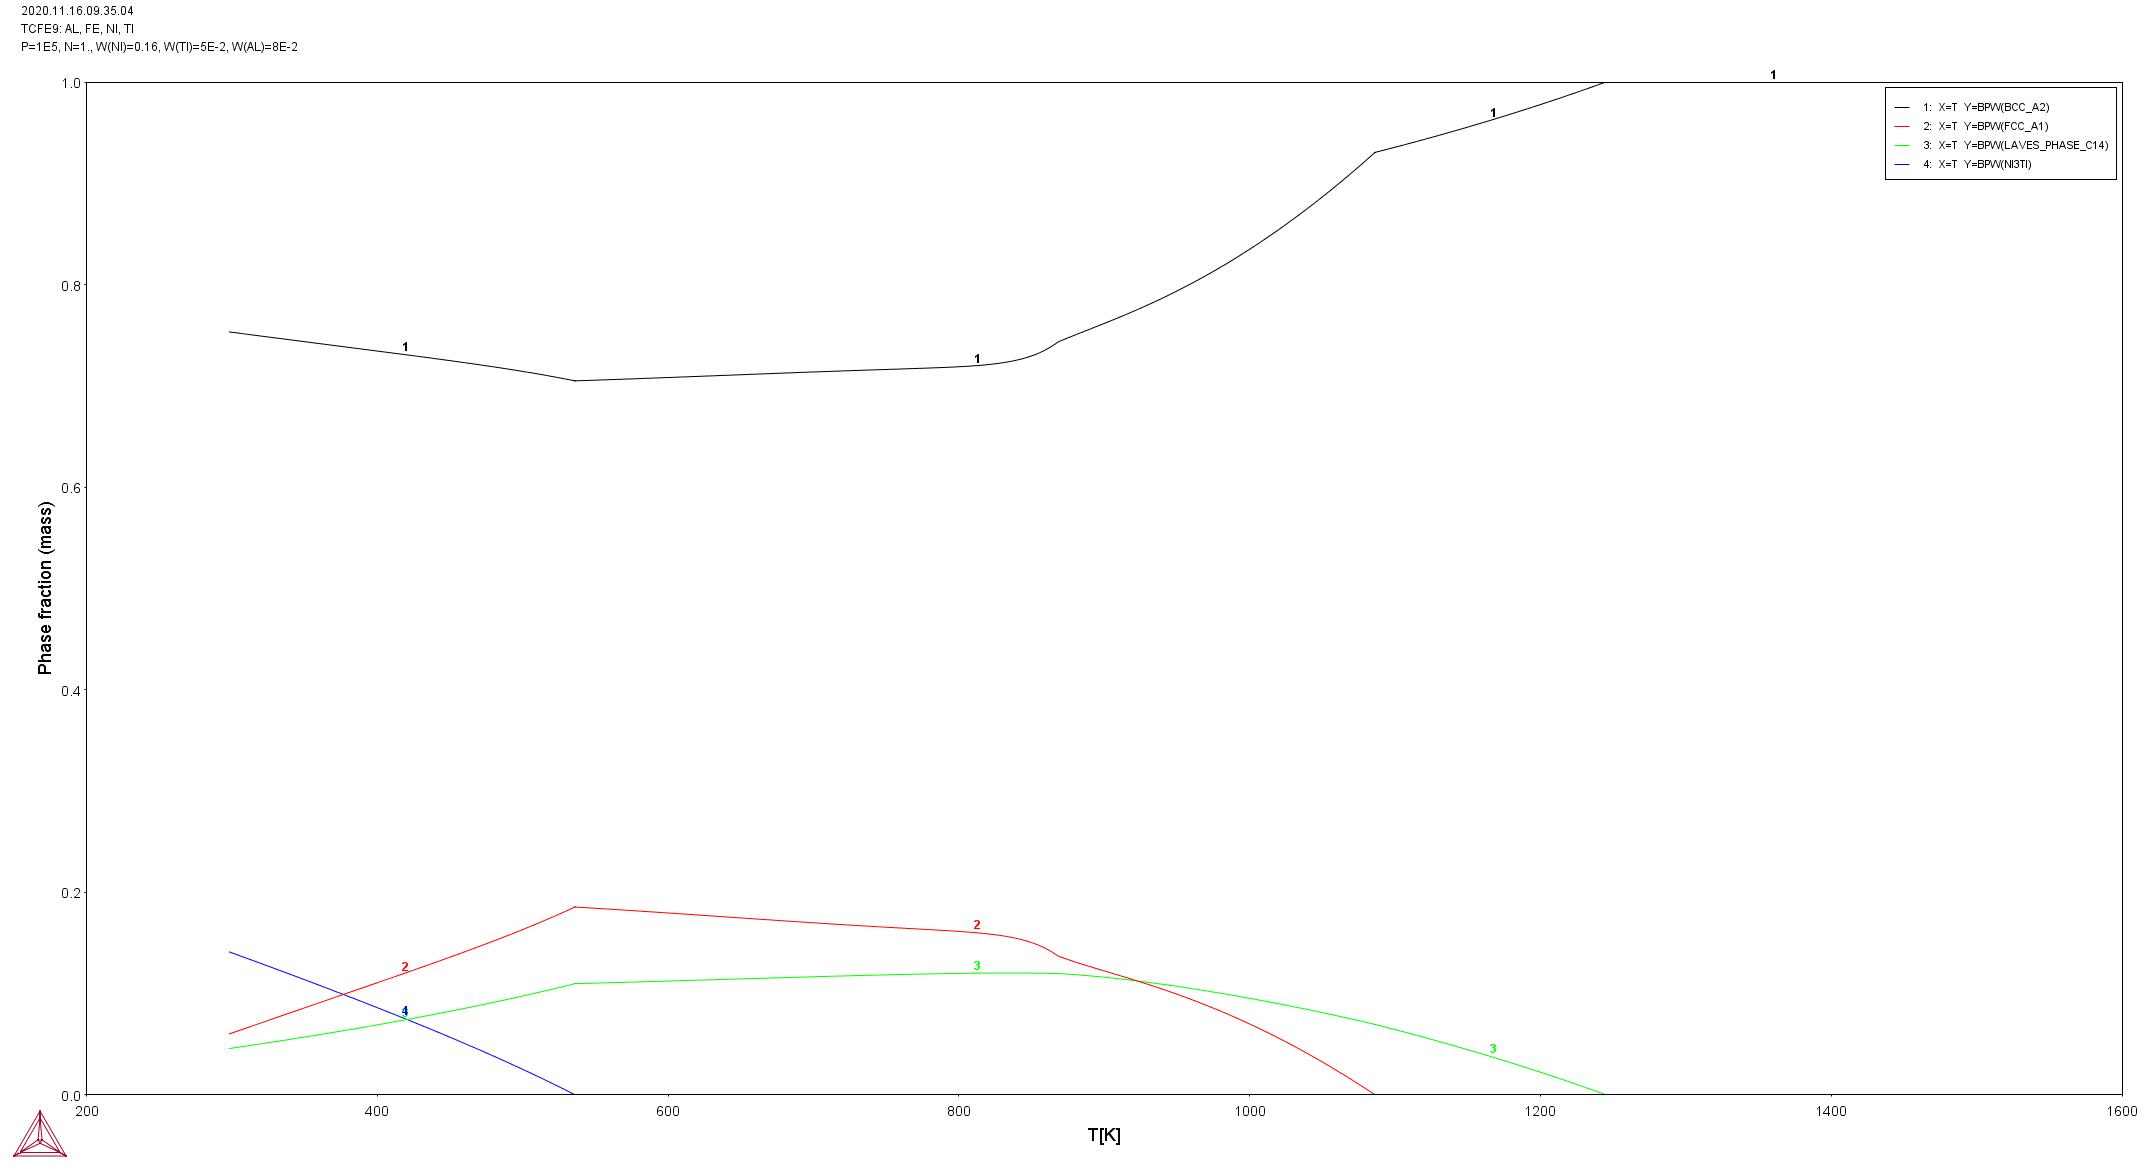 2020.11.16.09.35.04
TCFE9: AL, FE, NI, TI
P=1E5, N=1., W(NI)=0.16, W(TI)=5E-2, W(AL)=8E-2
1
1.0
1
1: X=T Y=BPW(BCC_A2)
2: X=T Y=BPW(FCC_A1)
3: X=T Y=BPW(LAVES_PHASE_C14)
4: X=T Y=BPW(NI3TI)
0.8
1
1
0.6
Phase fraction (mass)
0.4
0.2
2
2
3
4
3
0.0
200 400 600 800 1000 1200 1400 1600
T[K]